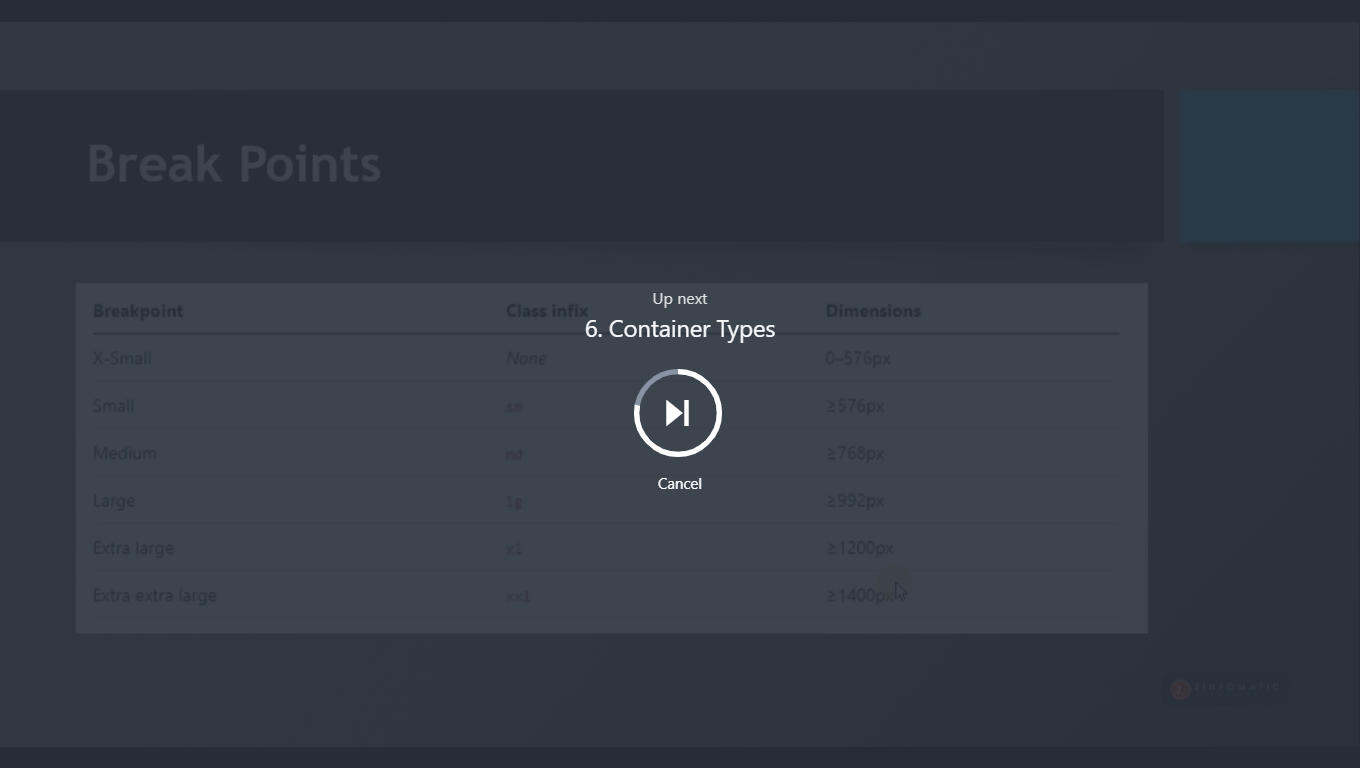 Break Points
Up next
6. Container Types
Breakpoint Class infix Dimensions
X-Small None 0–576px
Small sm ≥576px
Medium md ≥768px
Large lg ≥992px
Extra large xl ≥1200px
Extra extra large xxl ≥1400px
Cancel
ZINFOMATIC